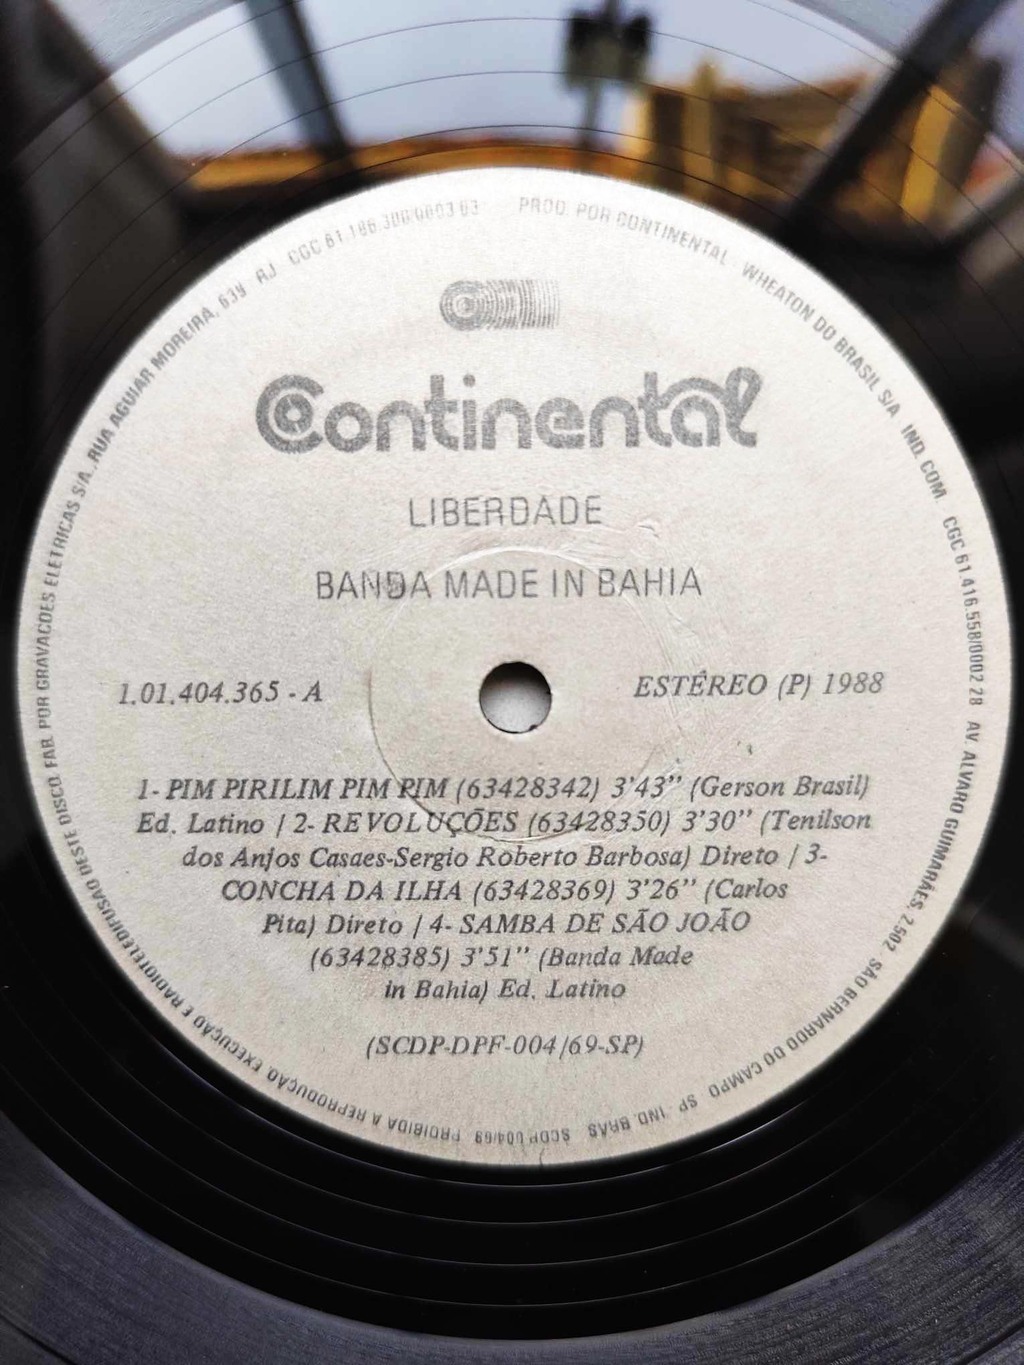 FAB. POR GRAVACOES ELETRICAS S/A., RUA AGUIAR MOREIRA, 639 RJ CGC 61.186.300/0003 63 PROD. POR CONTINENTAL WHEATON DO BRASIL S/A IND. COM CGC 61.416.558/0002 28 AV. ALVARO GUIMARÃES, 2.502 SÃO BERNARDO DO CAMPO SP IND. BRAS SCDP 004/69 PROIBIDA A REPRODUÇÃO, EXECUÇÃO E RADIOTELEDIFUSÃO DESTE DISCO
Continental
LIBERDADE
BANDA MADE IN BAHIA
1.01.404.365 - A
ESTÉREO (P) 1988
1- PIM PIRILIM PIM PIM (63428342) 3'43" (Gerson Brasil)
Ed. Latino / 2- REVOLUÇÕES (63428350) 3'30" (Tenilson
dos Anjos Casaes-Sergio Roberto Barbosa) Direto / 3-
CONCHA DA ILHA (63428369) 3'26" (Carlos
Pita) Direto / 4- SAMBA DE SÃO JOÃO
(63428385) 3'51" (Banda Made
in Bahia) Ed. Latino
(SCDP-DPF-004/69-SP)